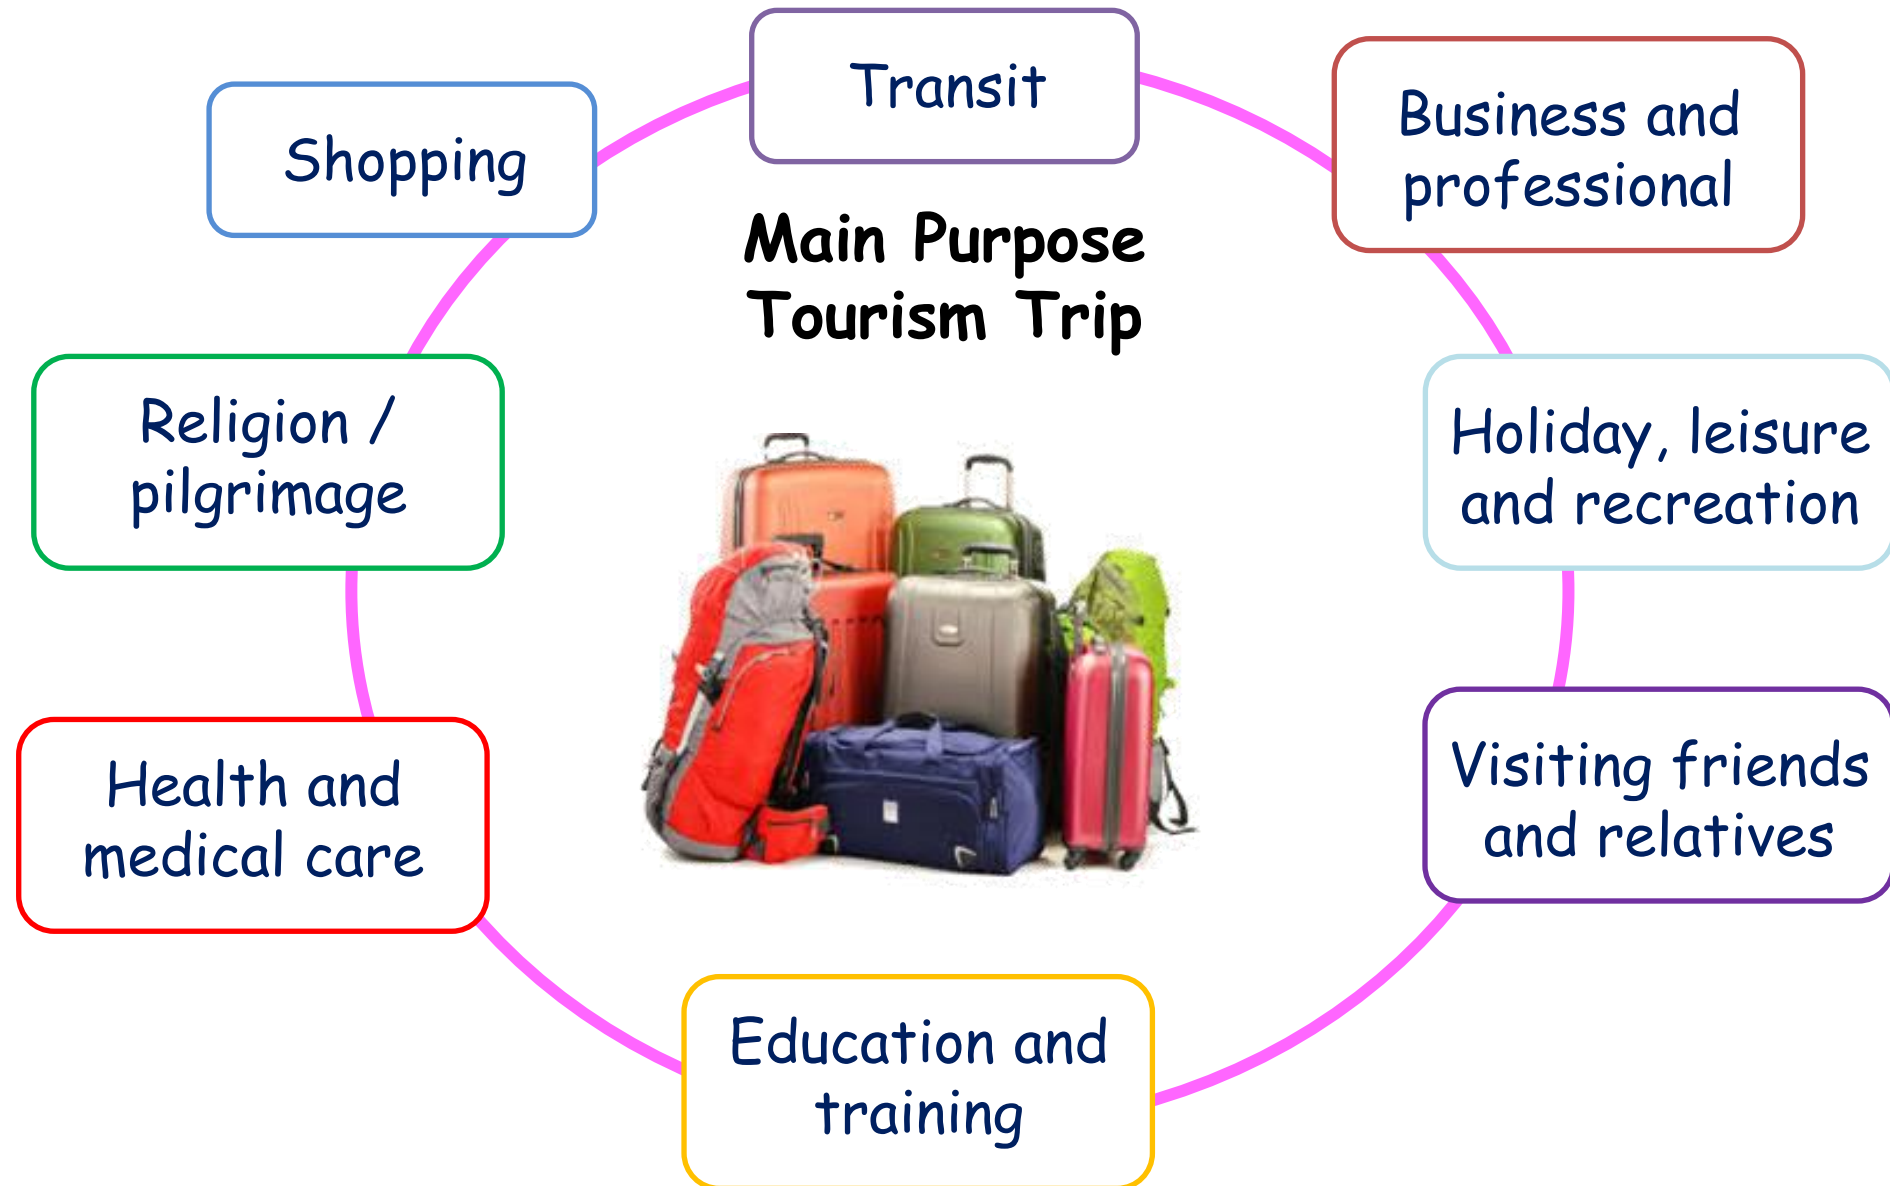 Transit
Business and
professional
Shopping
Main Purpose
Tourism Trip
Religion /
pilgrimage
Holiday, leisure
and recreation
Health and
medical care
Visiting friends
and relatives
Education and
training